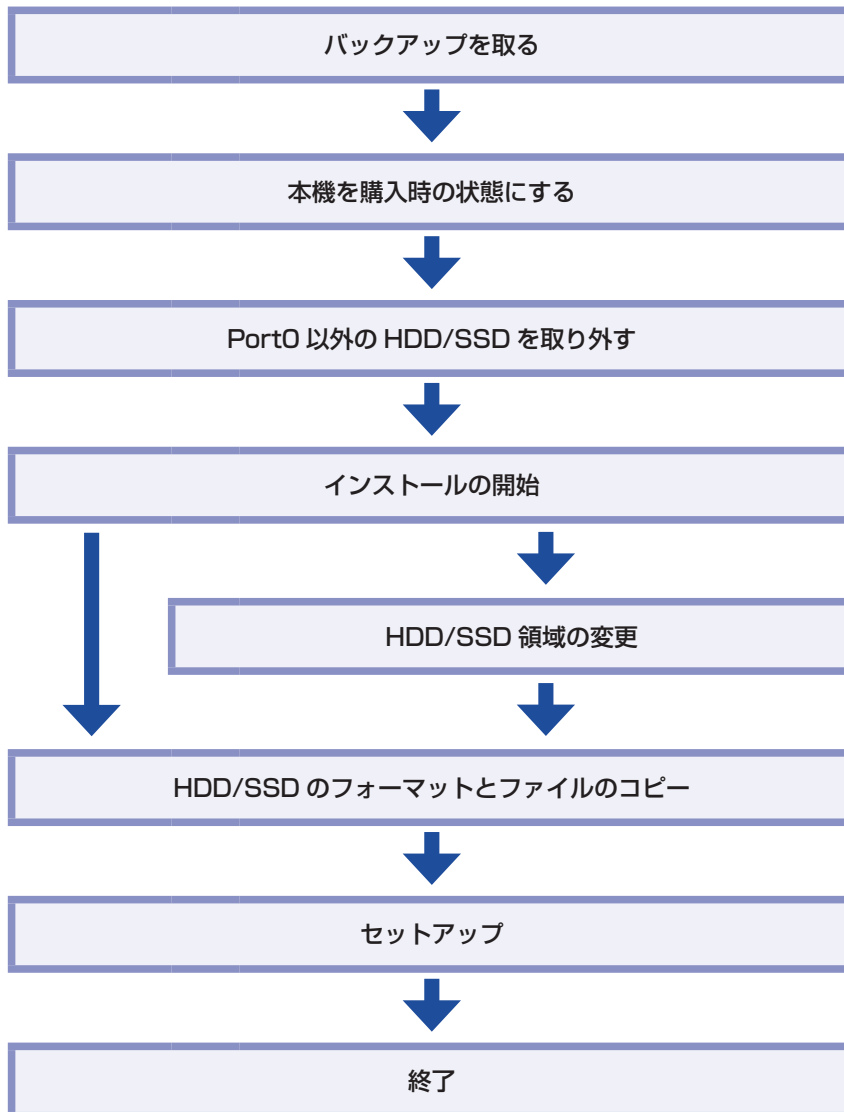 バックアップを取る
本機を購入時の状態にする
Port0 以外の HDD/SSD を取り外す
インストールの開始
HDD/SSD 領域の変更
HDD/SSD のフォーマットとファイルのコピー
セットアップ
終了